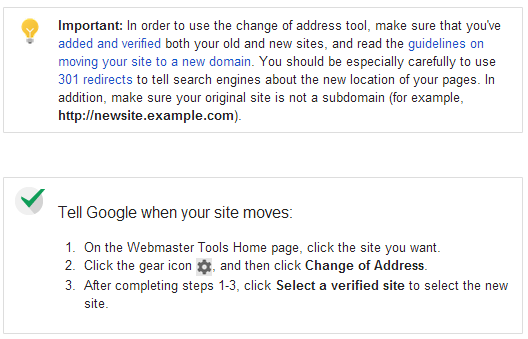 Important: In order to use the change of address tool, make sure that you've
added and verified both your old and new sites, and read the guidelines on
moving your site to a new domain. You should be especially carefully to use
301 redirects to tell search engines about the new location of your pages. In
addition, make sure your original site is not a subdomain (for example,
http://newsite.example.com).
Tell Google when your site moves:
1. On the Webmaster Tools Home page, click the site you want.
2. Click the gear icon , and then click Change of Address.
3. After completing steps 1-3, click Select a verified site to select the new
site.